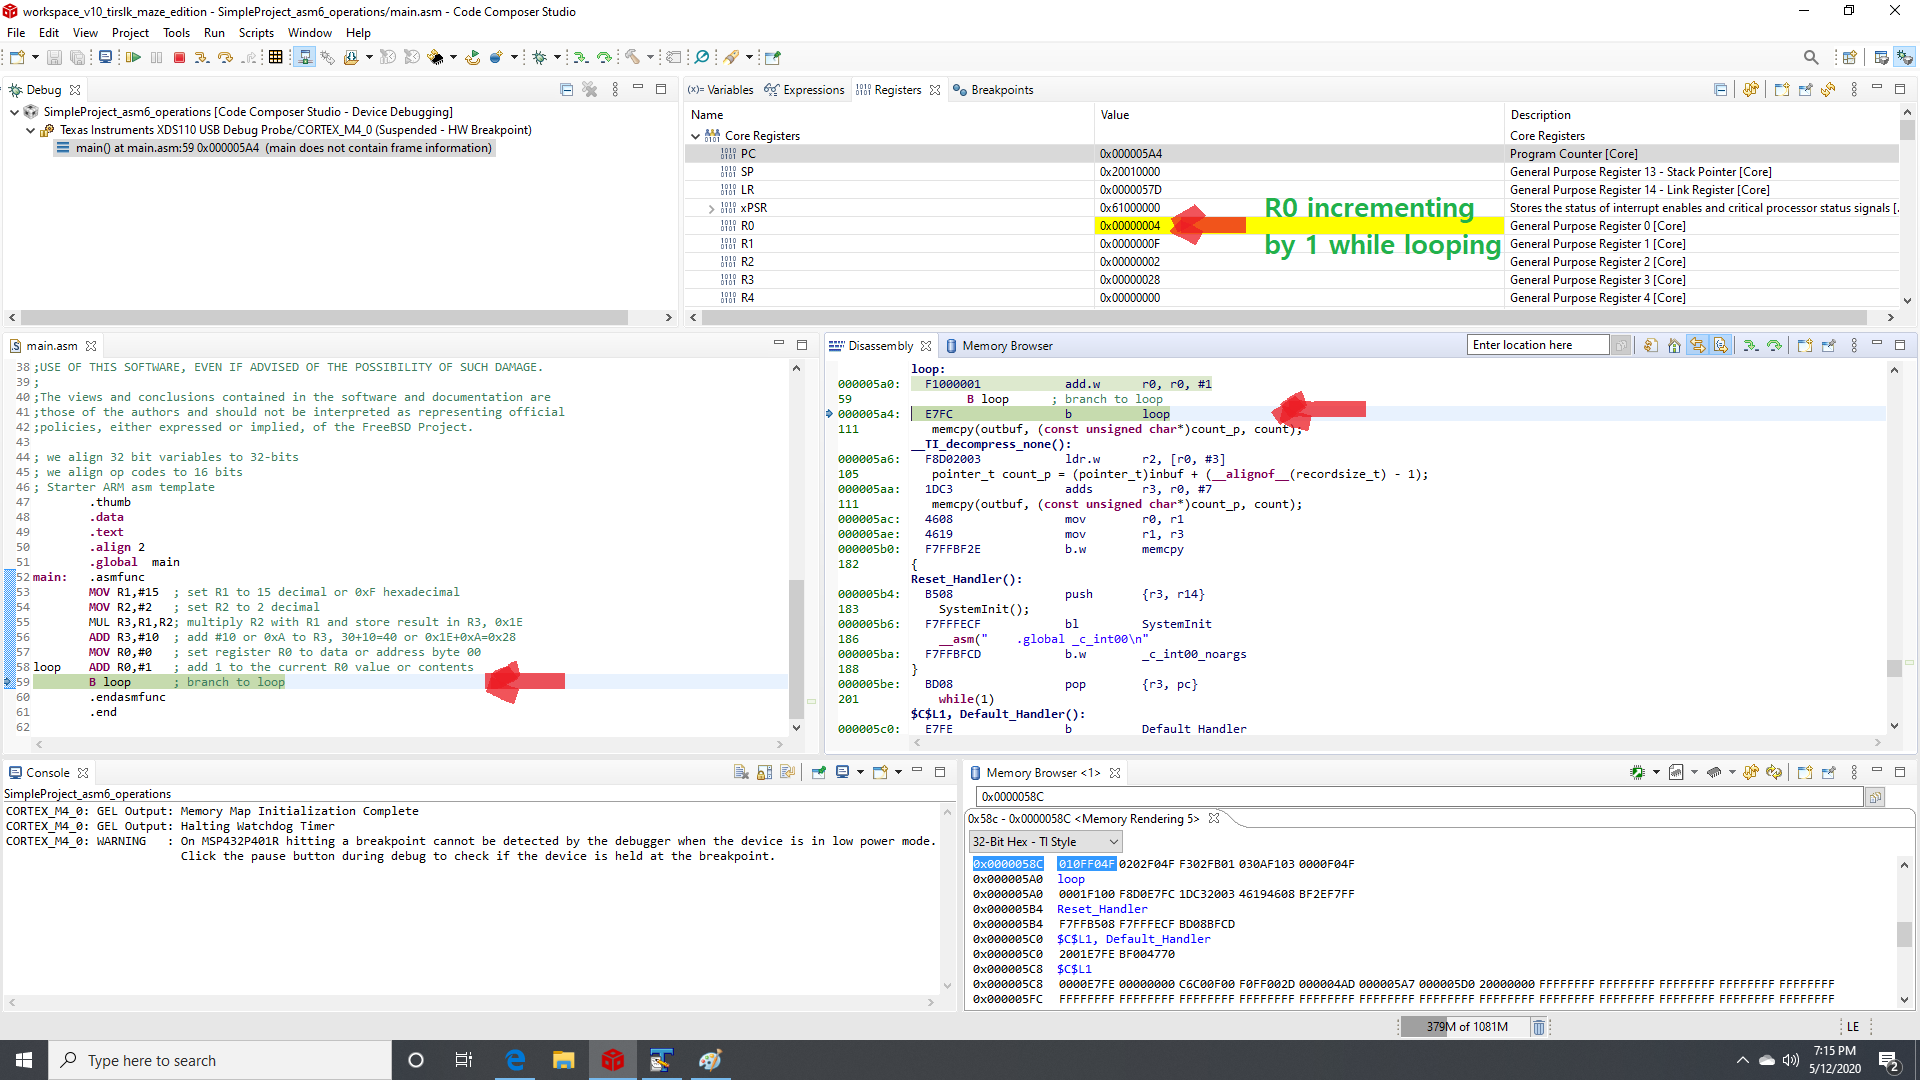 workspace_v10_tirslk_maze_edition - SimpleProject_asm6_operations/main.asm - Code Composer Studio
File Edit View Project Tools Run Scripts Window Help
Debug
SimpleProject_asm6_operations [Code Composer Studio - Device Debugging]
Texas Instruments XDS110 USB Debug Probe/CORTEX_M4_0 (Suspended - HW Breakpoint)
main() at main.asm:59 0x000005A4 (main does not contain frame information)
(x)= Variables Expressions Registers Breakpoints
Name Value Description
Core Registers Core Registers
PC 0x000005A4 Program Counter [Core]
SP 0x20010000 General Purpose Register 13 - Stack Pointer [Core]
LR 0x0000057D General Purpose Register 14 - Link Register [Core]
xPSR 0x61000000 Stores the status of interrupt enables and critical processor status signals [.
R0 0x00000004 General Purpose Register 0 [Core]
R1 0x0000000F General Purpose Register 1 [Core]
R2 0x00000002 General Purpose Register 2 [Core]
R3 0x00000028 General Purpose Register 3 [Core]
R4 0x00000000 General Purpose Register 4 [Core]
R0 incrementing
by 1 while looping
main.asm
38 ;USE OF THIS SOFTWARE, EVEN IF ADVISED OF THE POSSIBILITY OF SUCH DAMAGE.
39 ;
40 ;The views and conclusions contained in the software and documentation are
41 ;those of the authors and should not be interpreted as representing official
42 ;policies, either expressed or implied, of the FreeBSD Project.
43
44 ; we align 32 bit variables to 32-bits
45 ; we align op codes to 16 bits
46 ; Starter ARM asm template
47 .thumb
48 .data
49 .text
50 .align 2
51 .global main
52 main: .asmfunc
53 MOV R1,#15 ; set R1 to 15 decimal or 0xF hexadecimal
54 MOV R2,#2 ; set R2 to 2 decimal
55 MUL R3,R1,R2; multiply R2 with R1 and store result in R3, 0x1E
56 ADD R3,#10 ; add #10 or 0xA to R3, 30+10=40 or 0x1E+0xA=0x28
57 MOV R0,#0 ; set register R0 to data or address byte 00
58 loop ADD R0,#1 ; add 1 to the current R0 value or contents
59 B loop ; branch to loop
60 .endasmfunc
61 .end
62
Disassembly Memory Browser Enter location here
loop:
000005a0: F1000001 add.w r0, r0, #1
59 B loop ; branch to loop
000005a4: E7FC b loop
111 memcpy(outbuf, (const unsigned char*)count_p, count);
__TI_decompress_none():
000005a6: F8D02003 ldr.w r2, [r0, #3]
105 pointer_t count_p = (pointer_t)inbuf + (__alignof__(recordsize_t) - 1);
000005aa: 1DC3 adds r3, r0, #7
111 memcpy(outbuf, (const unsigned char*)count_p, count);
000005ac: 4608 mov r0, r1
000005ae: 4619 mov r1, r3
000005b0: F7FFBF2E b.w memcpy
182 {
Reset_Handler():
000005b4: B508 push {r3, r14}
183 SystemInit();
000005b6: F7FFFECF bl SystemInit
186 __asm(" .global _c_int00\n"
000005ba: F7FFBFCD b.w _c_int00_noargs
188 }
000005be: BD08 pop {r3, pc}
201 while(1)
$C$L1, Default_Handler():
000005c0: E7FE b Default Handler
Console
SimpleProject_asm6_operations
CORTEX_M4_0: GEL Output: Memory Map Initialization Complete
CORTEX_M4_0: GEL Output: Halting Watchdog Timer
CORTEX_M4_0: WARNING : On MSP432P401R hitting a breakpoint cannot be detected by the debugger when the device is in low power mode.
Click the pause button during debug to check if the device is held at the breakpoint.
Memory Browser <1>
0x0000058C
0x58c - 0x0000058C <Memory Rendering 5>
32-Bit Hex - TI Style
0x0000058C 010FF04F 0202F04F F302FB01 030AF103 0000F04F
0x000005A0 loop
0x000005A0 0001F100 F8D0E7FC 1DC32003 46194608 BF2EF7FF
0x000005B4 Reset_Handler
0x000005B4 F7FFB508 F7FFFECF BD08BFCD
0x000005C0 $C$L1, Default_Handler
0x000005C0 2001E7FE BF004770
0x000005C8 $C$L1
0x000005C8 0000E7FE 00000000 C6C00F00 F0FF002D 000004AD 000005A7 000005D0 20000000 FFFFFFFF FFFFFFFF FFFFFFFF FFFFFFFF FFFFFFFF
0x000005FC FFFFFFFF FFFFFFFF FFFFFFFF FFFFFFFF FFFFFFFF FFFFFFFF FFFFFFFF FFFFFFFF FFFFFFFF FFFFFFFF FFFFFFFF FFFFFFFF FFFFFFFF
379M of 1081M LE
Type here to search
7:15 PM
5/12/2020
2